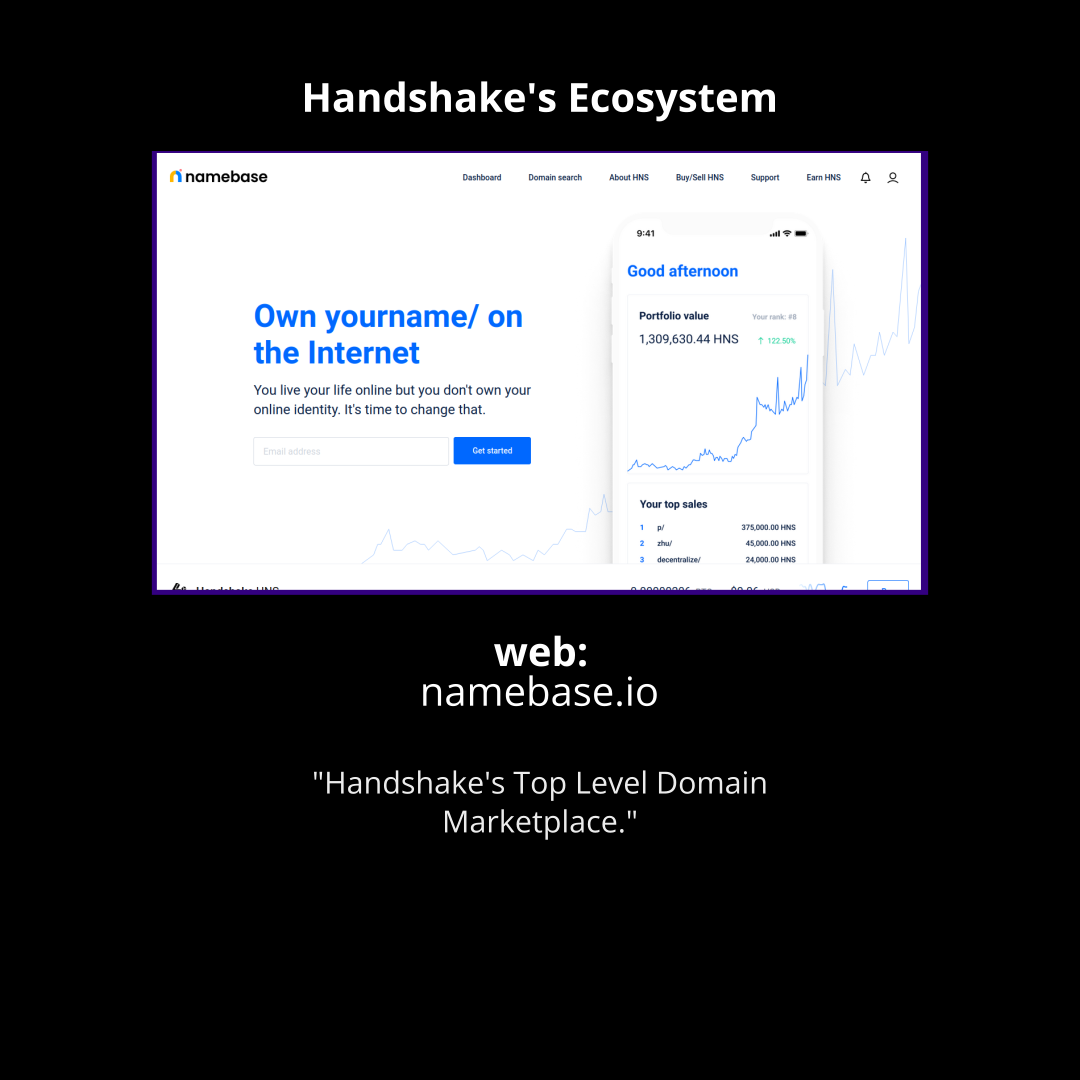 Handshake's Ecosystem
namebase
Dashboard Domain search About HNS Buy/Sell HNS Support Earn HNS
9:41
Good afternoon
Own yourname/ on
the Internet
You live your life online but you don't own your
online identity. It's time to change that.
Email address Get started
Portfolio value Your rank: #8
1,309,630.44 HNS ↑ 122.50%
Your top sales
1 p/ 375,000.00 HNS
2 zhu/ 45,000.00 HNS
3 decentralize/ 24,000.00 HNS
Handshake HNS
web:
namebase.io
"Handshake's Top Level Domain
Marketplace."